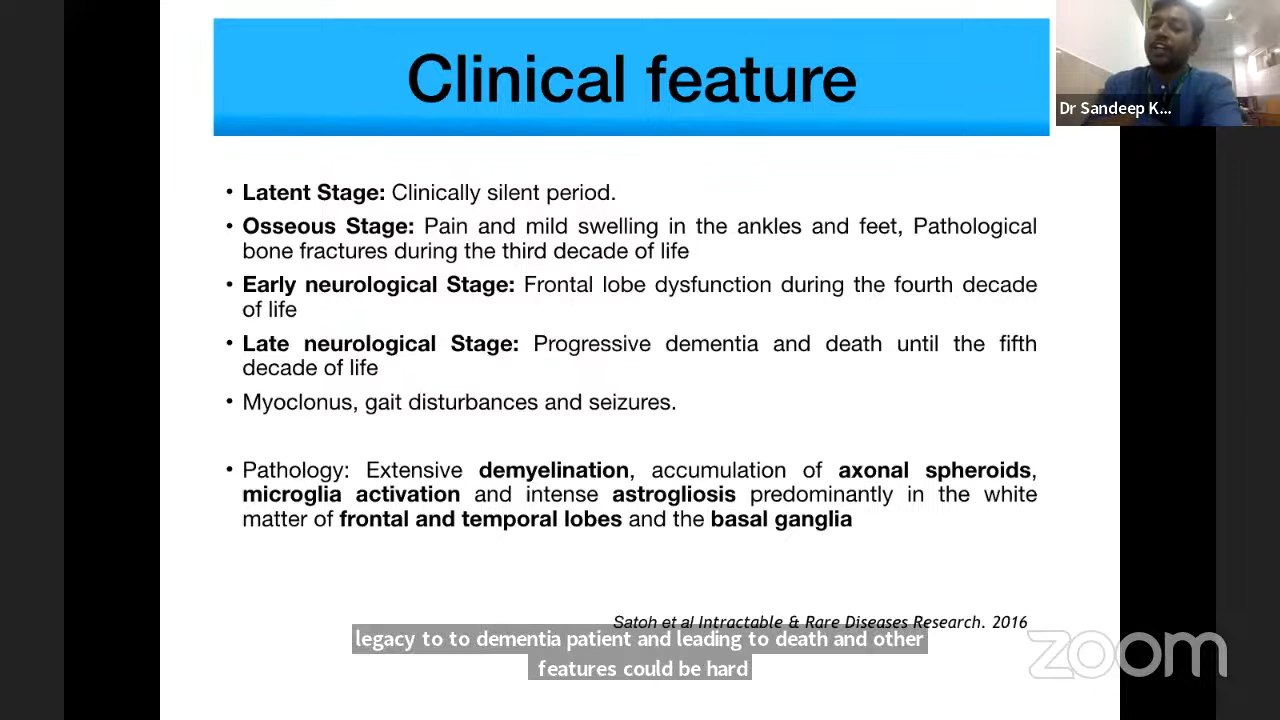 Clinical feature
Dr Sandeep K...
• Latent Stage: Clinically silent period.
• Osseous Stage: Pain and mild swelling in the ankles and feet, Pathological
bone fractures during the third decade of life
• Early neurological Stage: Frontal lobe dysfunction during the fourth decade
of life
• Late neurological Stage: Progressive dementia and death until the fifth
decade of life
• Myoclonus, gait disturbances and seizures.
• Pathology: Extensive demyelination, accumulation of axonal spheroids,
microglia activation and intense astrogliosis predominantly in the white
matter of frontal and temporal lobes and the basal ganglia
Satoh et al Intractable & Rare Diseases Research. 2016
legacy to to dementia patient and leading to death and other
features could be hard
zoom